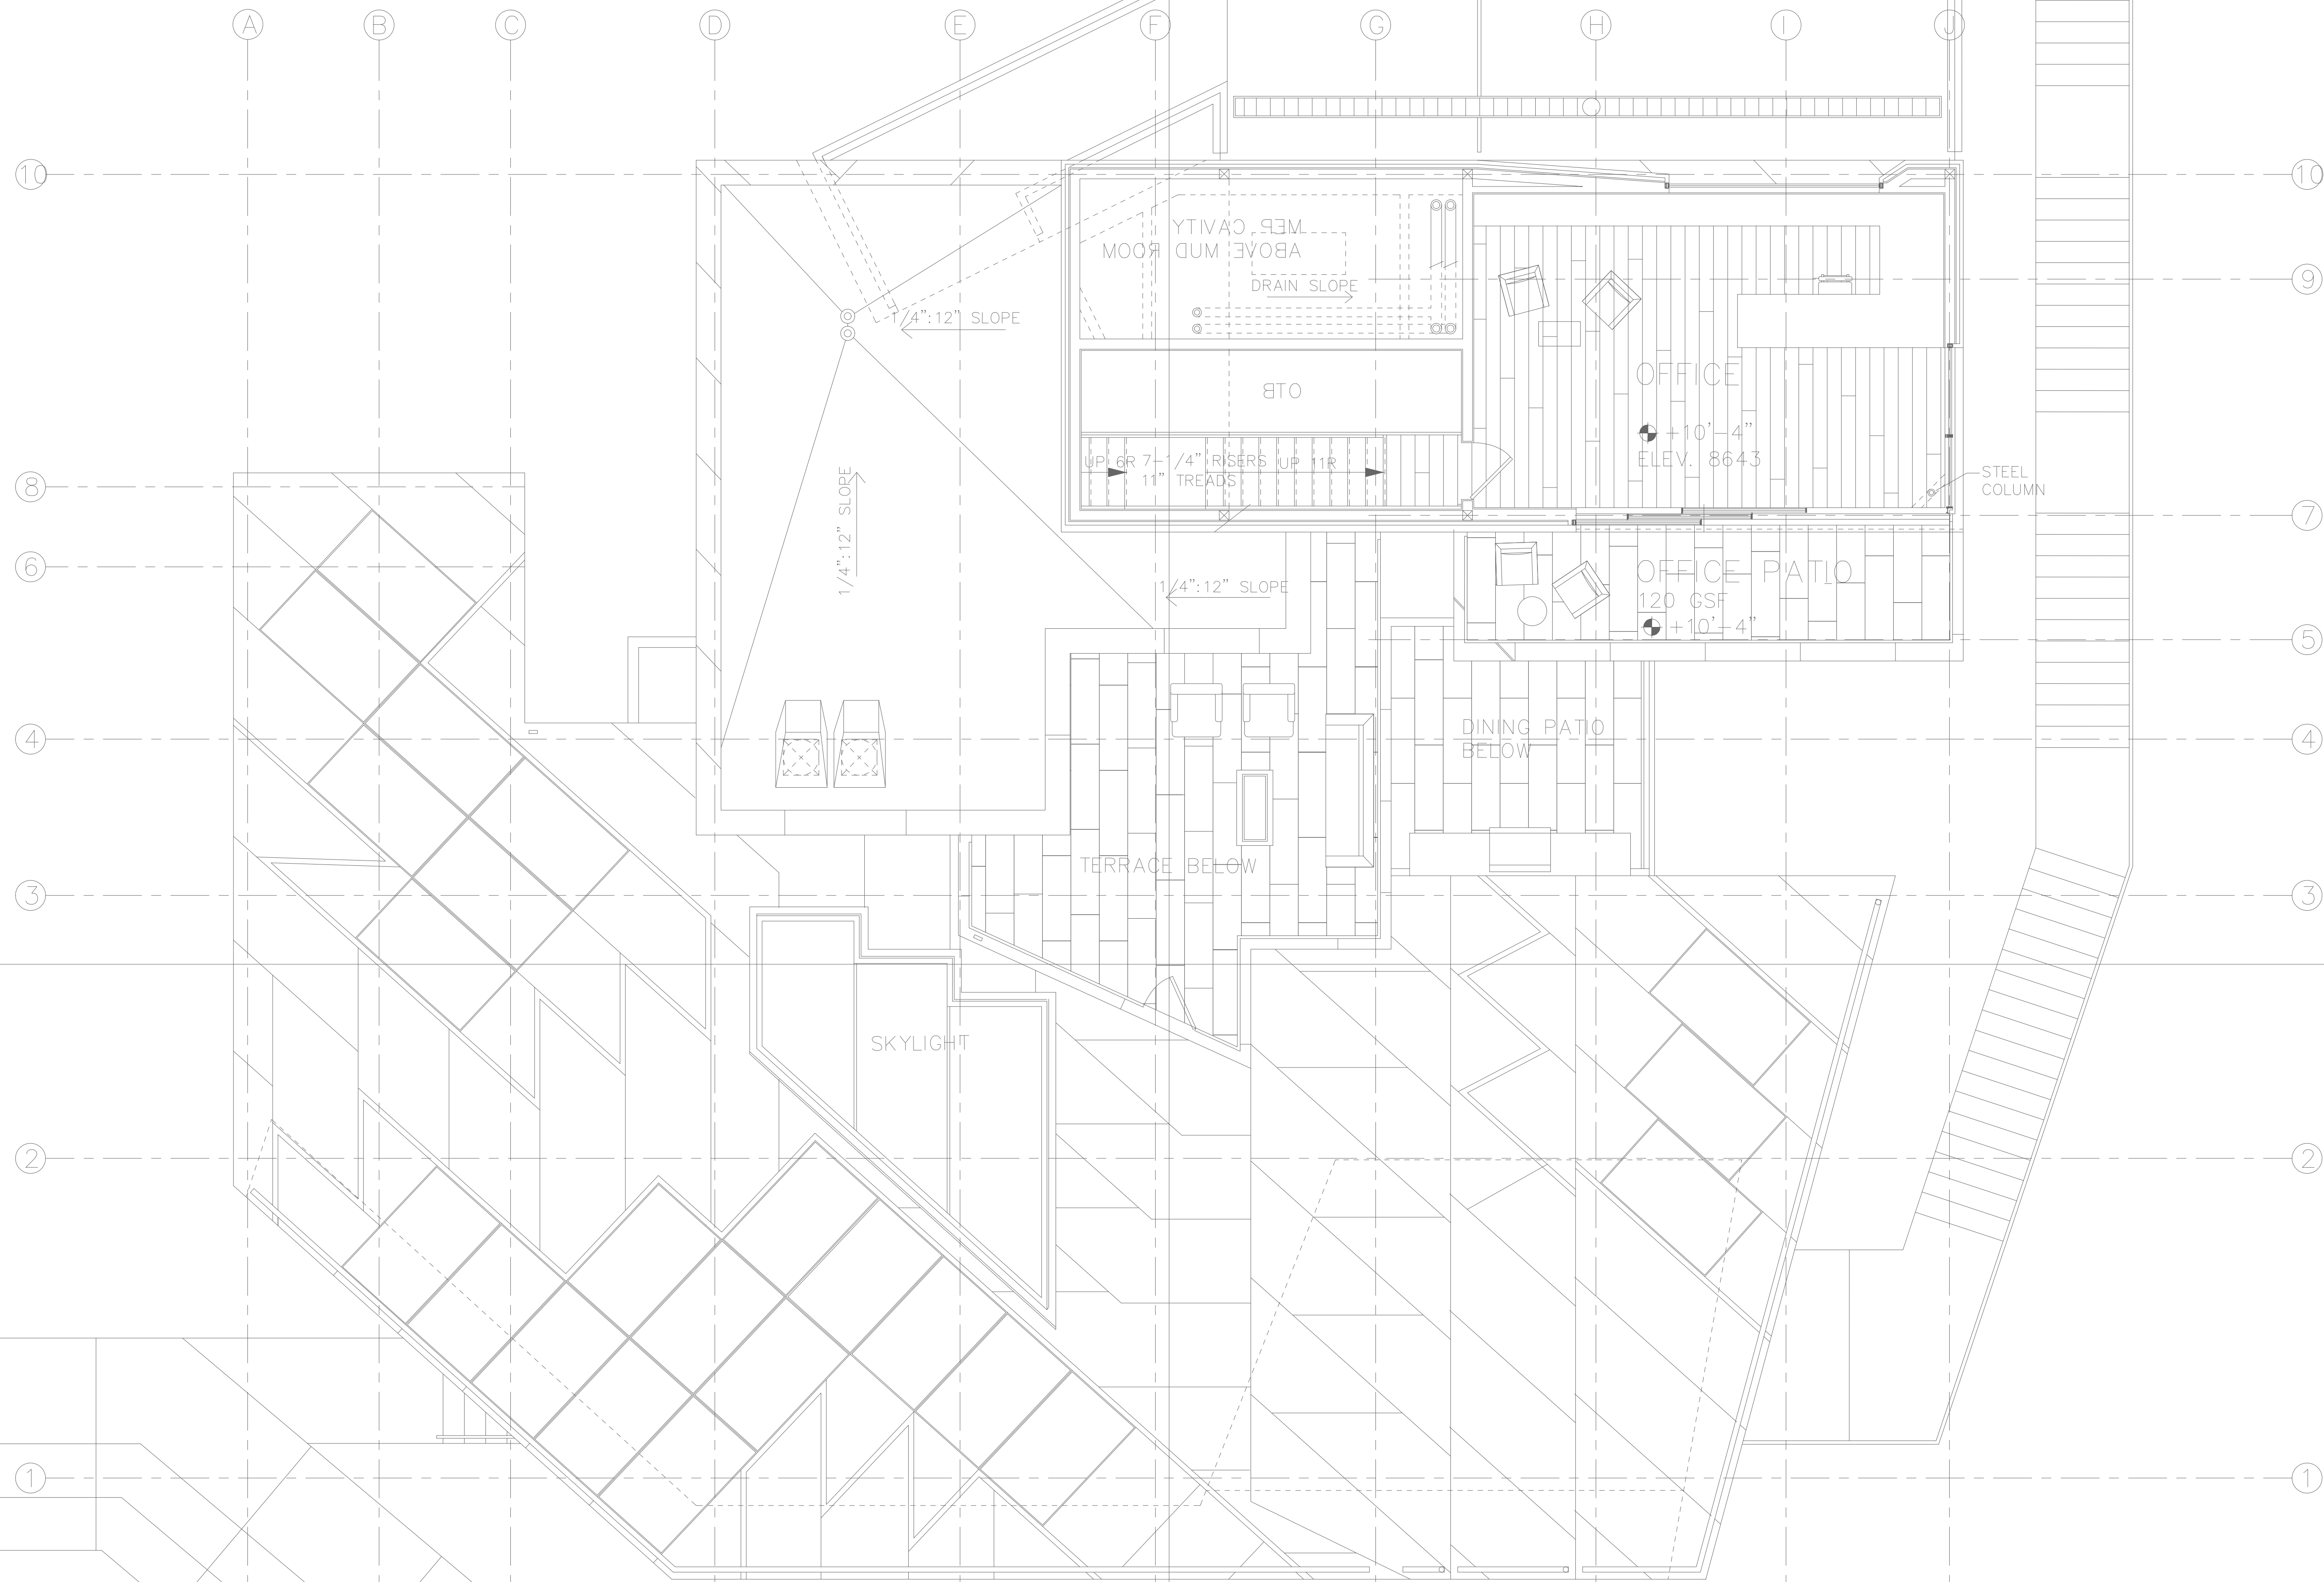 A B C D E F G H I J
10 10
MEP CAVITY
ABOVE MUD ROOM
9
DRAIN SLOPE
1/4":12" SLOPE
OFFICE
OTB
+10'-4"
ELEV. 8643
UP 6R 7-1/4" RISERS UP 11R
11" TREADS
STEEL
COLUMN
8
7
1/4":12" SLOPE
6
OFFICE PATIO
1/4":12" SLOPE
120 GSF
+10'-4"
5
DINING PATIO
BELOW
4 4
TERRACE BELOW
3 3
SKYLIGHT
2 2
1 1